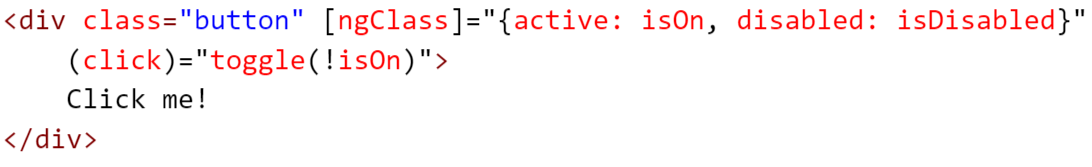 <div class="button" [ngClass]="{active: isOn, disabled: isDisabled}"
(click)="toggle(!isOn)">
Click me!
</div>